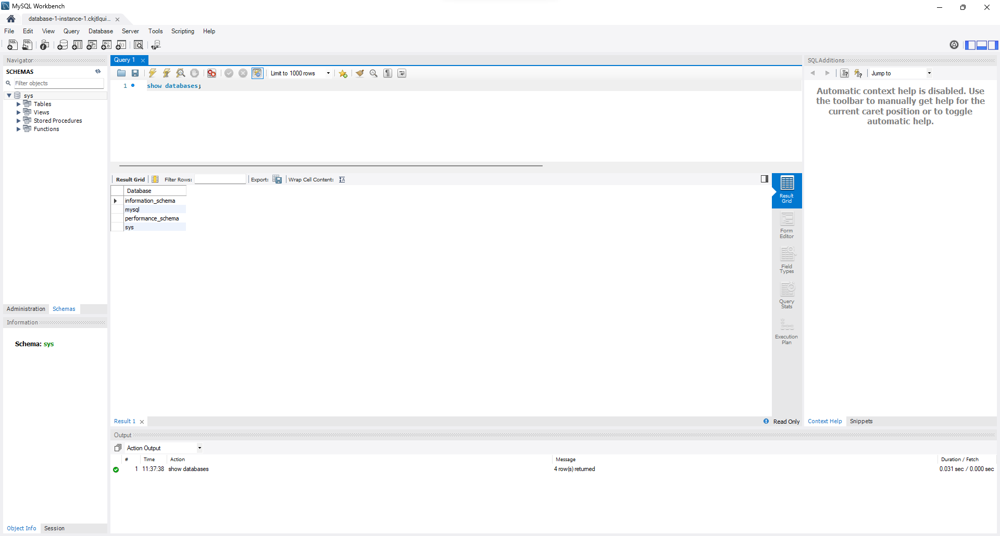 MySQL Workbench
database-1-instance-1.ckjtlqui...
File Edit View Query Database Server Tools Scripting Help
Navigator
SCHEMAS
Filter objects
sys
Tables
Views
Stored Procedures
Functions
Administration Schemas
Information
Schema: sys
Object Info Session
Query 1
Limit to 1000 rows
1 show databases;
Result Grid Filter Rows: Export: Wrap Cell Content:
Database
information_schema
mysql
performance_schema
sys
Result
Grid
Form
Editor
Field
Types
Query
Stats
Execution
Plan
Result 1
Read Only
SQLAdditions
Jump to
Automatic context help is disabled. Use
the toolbar to manually get help for the
current caret position or to toggle
automatic help.
Context Help Snippets
Output
Action Output
# Time Action Message Duration / Fetch
1 11:37:38 show databases 4 row(s) returned 0.031 sec / 0.000 sec